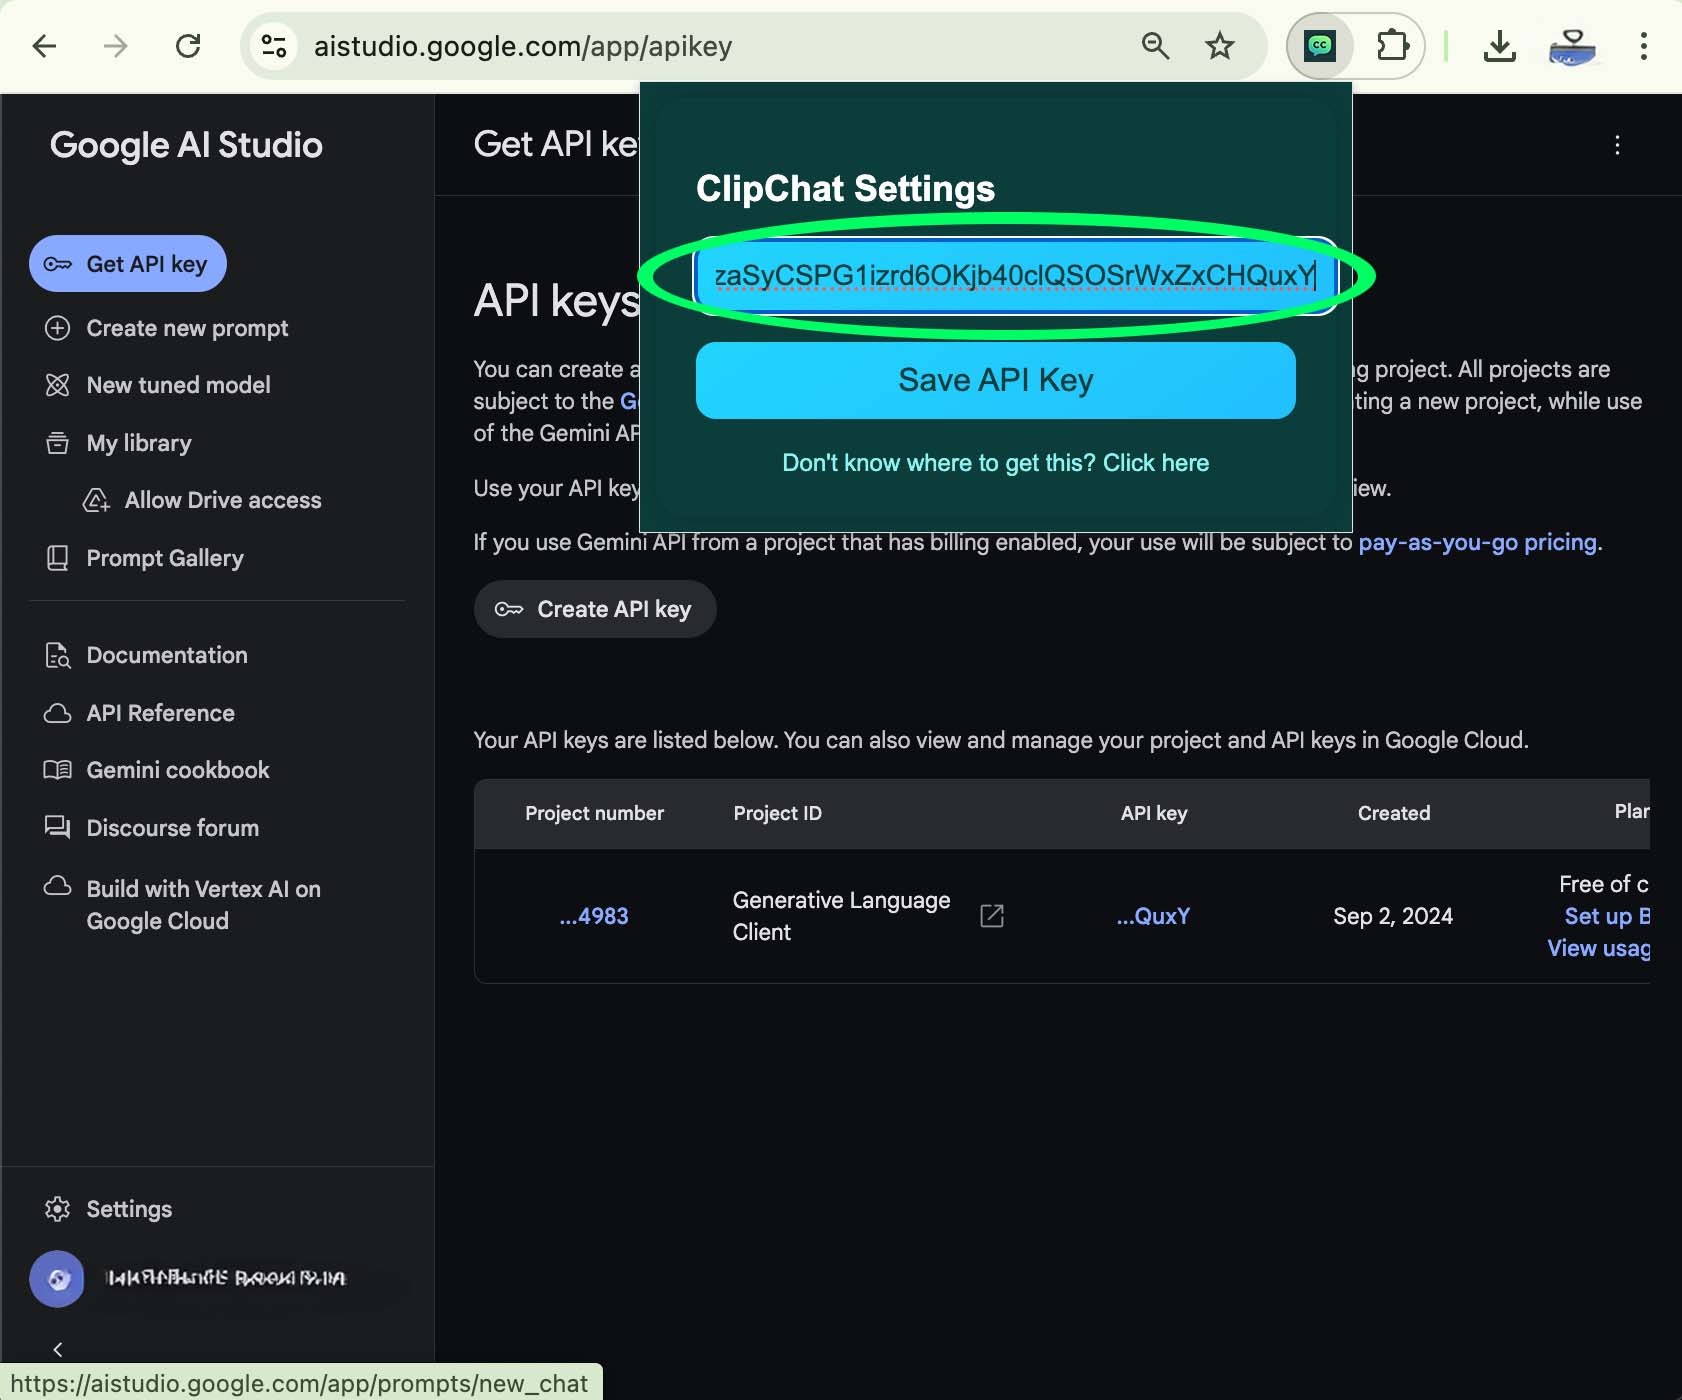 aistudio.google.com/app/apikey
CC
Google AI Studio
Get API key
Create new prompt
New tuned model
My library
Allow Drive access
Prompt Gallery
Documentation
API Reference
Gemini cookbook
Discourse forum
Build with Vertex AI on
Google Cloud
Settings
https://aistudio.google.com/app/prompts/new_chat
Get API ke
ClipChat Settings
zaSyCSPG1izrd6OKjb40clQSOSrWxZxCHQuxY
Save API Key
Don't know where to get this? Click here
API keys
You can create a g project. All projects are
subject to the G ting a new project, while use
of the Gemini AP
Use your API key iew.
If you use Gemini API from a project that has billing enabled, your use will be subject to pay-as-you-go pricing.
Create API key
Your API keys are listed below. You can also view and manage your project and API keys in Google Cloud.
Project number Project ID API key Created Plan
...4983 Generative Language Client ...QuxY Sep 2, 2024 Free of c
Set up B
View usag